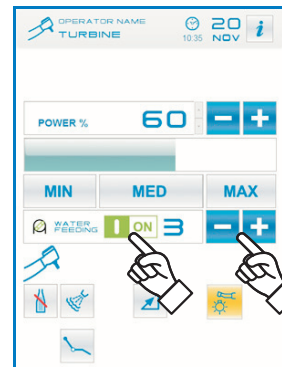 OPERATOR NAME
TURBINE
10:35
20
NOV
i
POWER %
60
MIN
MED
MAX
WATER
FEEDING
ON
3